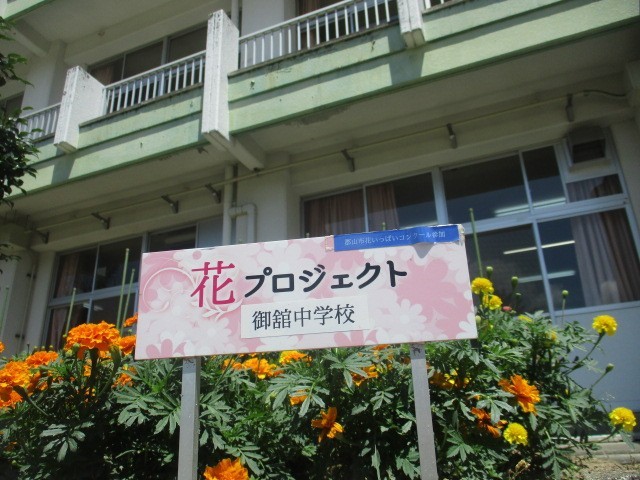 郡山市花いっぱいコンクール参加
花プロジェクト
御舘中学校